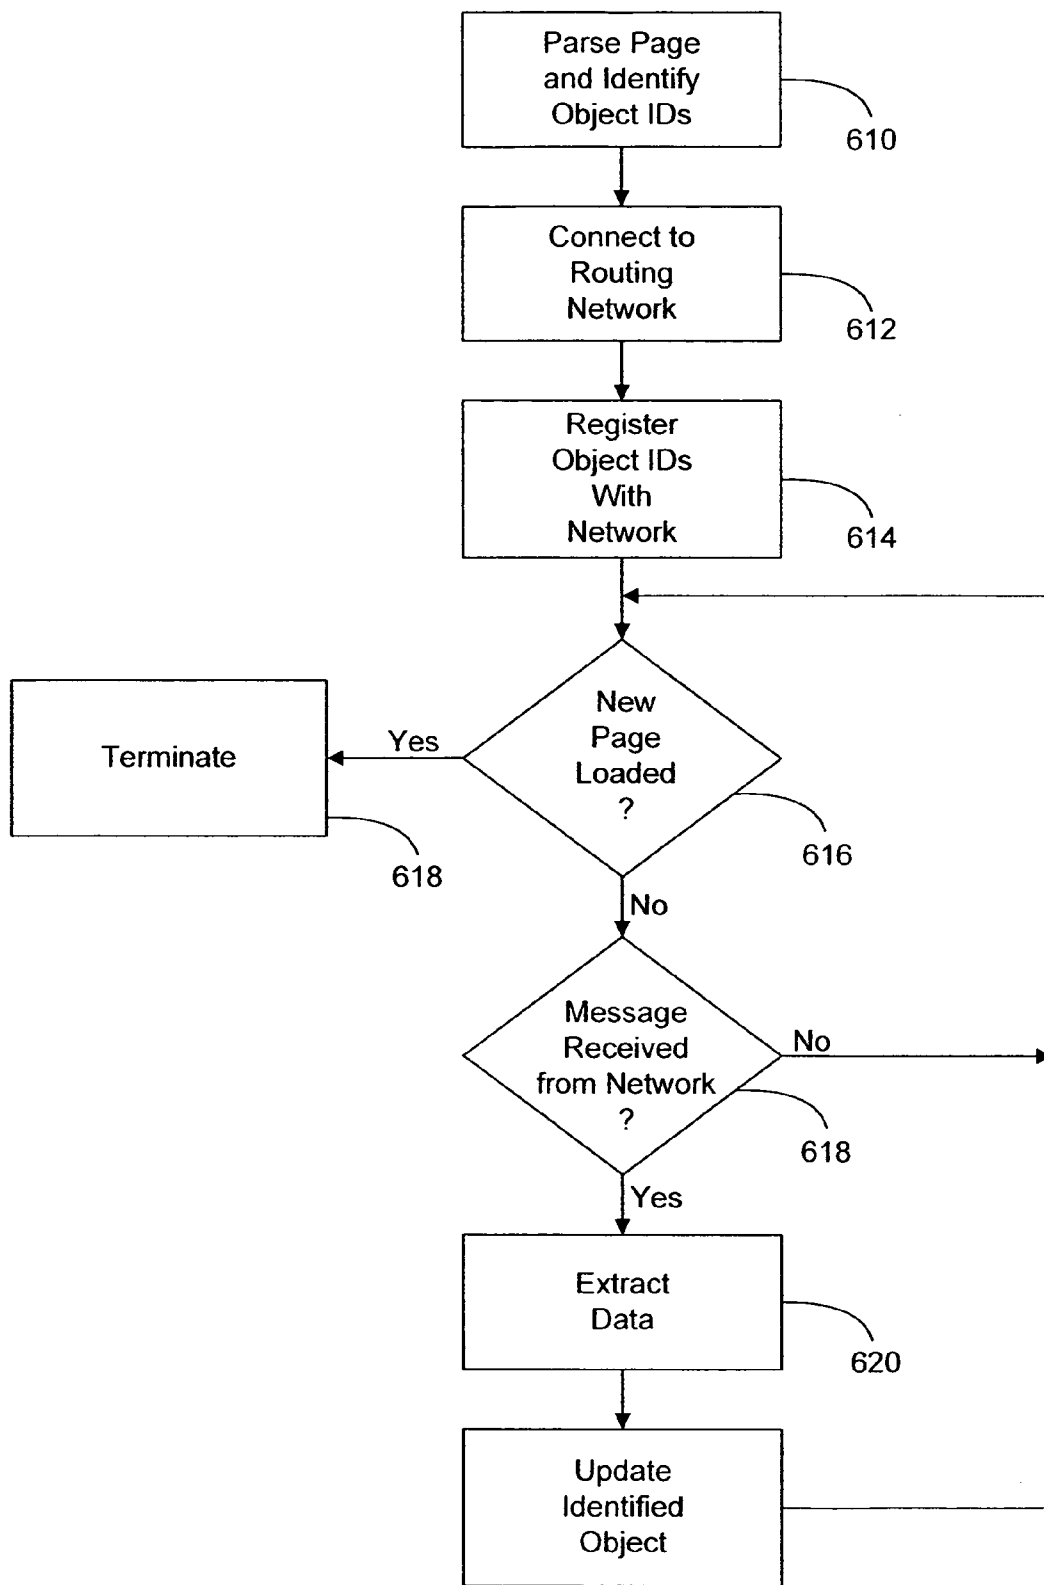 Parse Page
and Identify
Object IDs
610
Connect to
Routing
Network
612
Register
Object IDs
With
Network
614
New
Page
Loaded
?
616
Yes
Terminate
618
No
Message
Received
from Network
?
618
No
Yes
Extract
Data
620
Update
Identified
Object